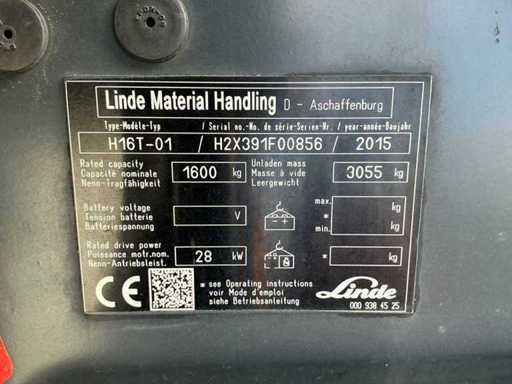 Linde Material Handling D - Aschaffenburg
Type-Modèle-Typ / Serial no.-No. de série-Serien-Nr. / year-année-Baujahr
H16T-01 / H2X391F00856 / 2015
Rated capacity
Capacité nominale
Nenn-Tragfähigkeit
1600 kg
Unladen mass
Masse à vide
Leergewicht
3055 kg
Battery voltage
Tension batterie
Batteriespannung
V
max. kg
*
min. kg
Rated drive power
Puissance motr.nom.
Nenn-Antriebsleist.
28 kW
* kg
* see Operating instructions
voir Mode d'emploi
siehe Betriebsanleitung
CE
Linde
000 938 45 25